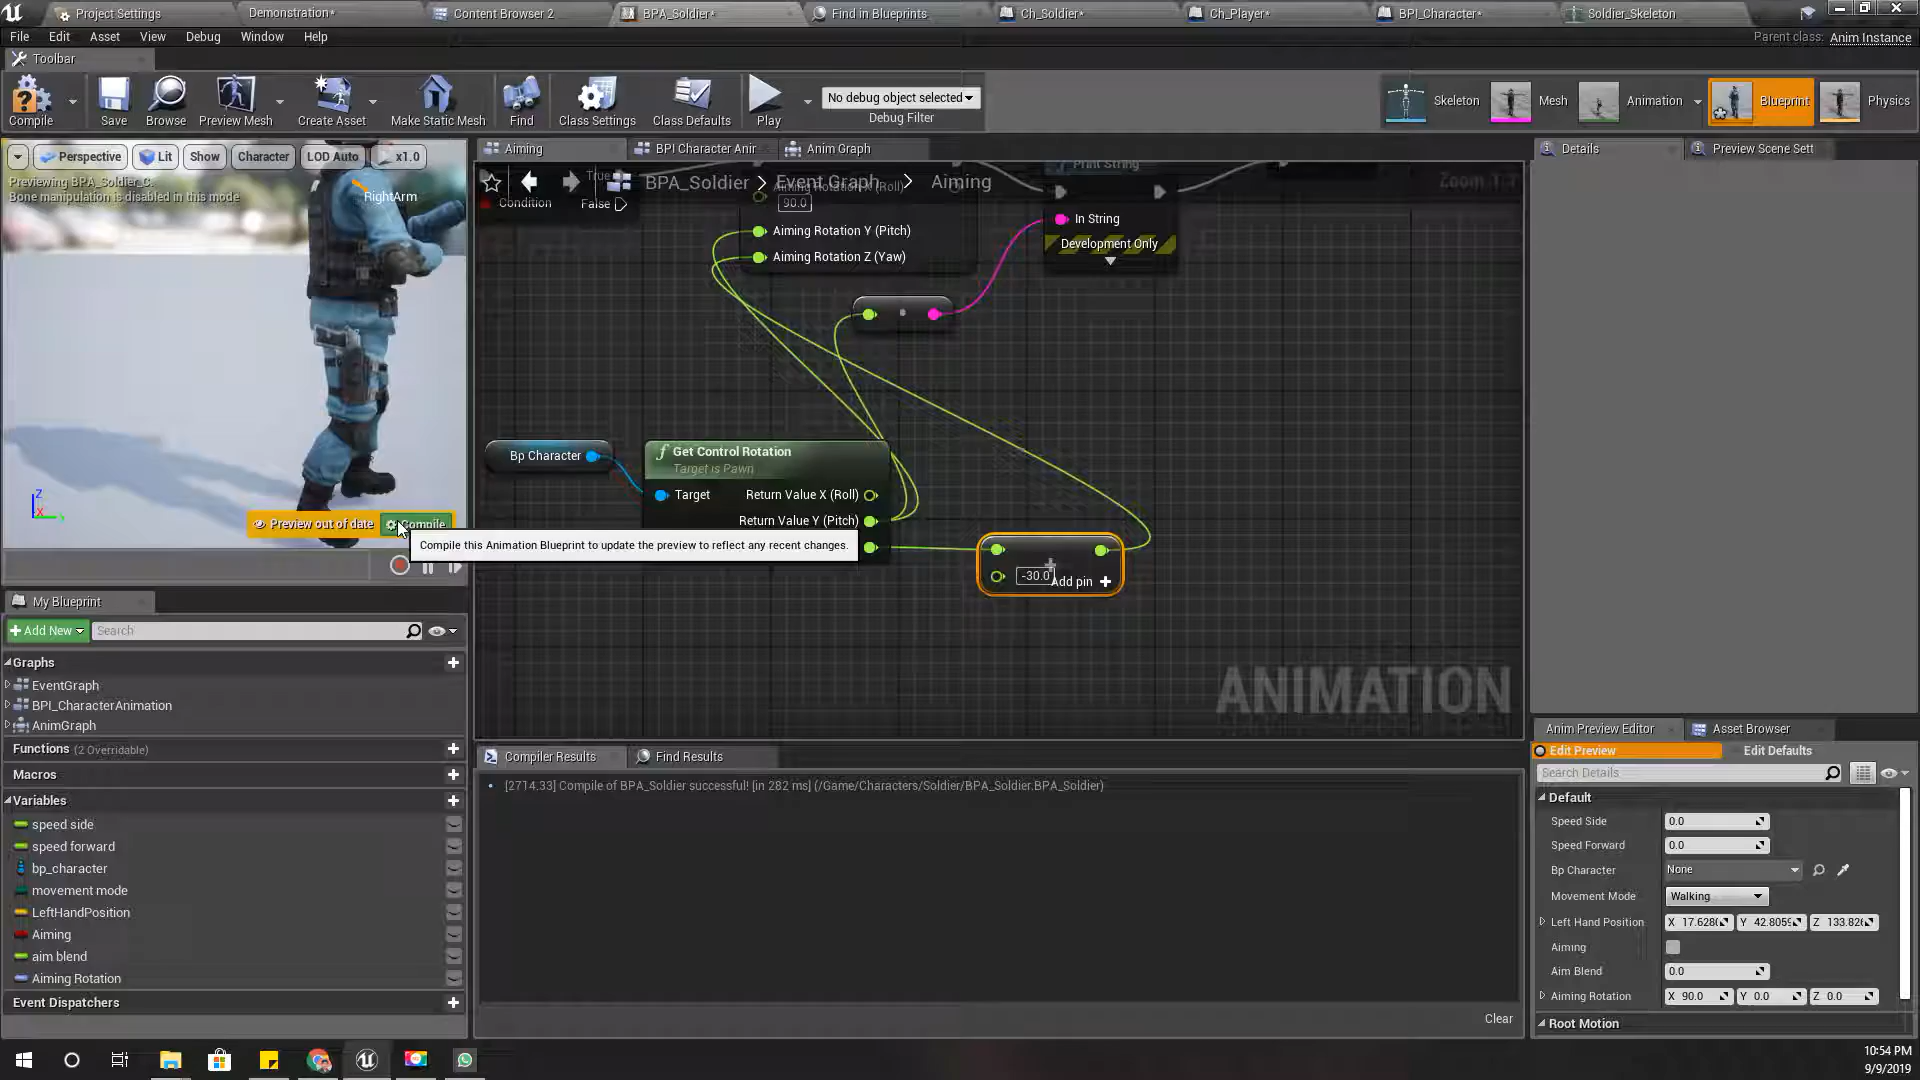 Project Settings
Demonstration*
Content Browser 2
BPA_Soldier*
Find in Blueprints
Ch_Soldier*
Ch_Player*
BPI_Character*
Soldier_Skeleton
File Edit Asset View Debug Window Help
Parent class: Anim Instance
Toolbar
Compile
Save
Browse
Preview Mesh
Create Asset
Make Static Mesh
Find
Class Settings
Class Defaults
Play
No debug object selected
Debug Filter
Skeleton
Mesh
Animation
Blueprint
Physics
Perspective
Lit
Show
Character
LOD Auto
x1.0
Previewing BPA_Soldier_C.
Bone manipulation is disabled in this mode
RightArm
Preview out of date
Compile
Compile this Animation Blueprint to update the preview to reflect any recent changes.
Z
X
Aiming
BPI Character Anir
Anim Graph
BPA_Soldier > Event Graph > Aiming
True
Condition
False
90.0
Aiming Rotation Y (Pitch)
Aiming Rotation Z (Yaw)
Print String
In String
Development Only
Bp Character
f Get Control Rotation
Target is Pawn
Target
Return Value X (Roll)
Return Value Y (Pitch)
-30.0
Add pin +
ANIMATION
Details
Preview Scene Sett
My Blueprint
Add New
Search
Graphs
EventGraph
BPI_CharacterAnimation
AnimGraph
Functions (2 Overridable)
Macros
Variables
speed side
speed forward
bp_character
movement mode
LeftHandPosition
Aiming
aim blend
Aiming Rotation
Event Dispatchers
Compiler Results
Find Results
[2714.33] Compile of BPA_Soldier successful! [in 282 ms] (/Game/Characters/Soldier/BPA_Soldier.BPA_Soldier)
Clear
Anim Preview Editor
Asset Browser
Edit Preview
Edit Defaults
Search Details
Default
Speed Side 0.0
Speed Forward 0.0
Bp Character None
Movement Mode Walking
Left Hand Position X 17.628( Y 42.805 Z 133.82
Aiming
Aim Blend 0.0
Aiming Rotation X 90.0 Y 0.0 Z 0.0
Root Motion
10:54 PM
9/9/2019